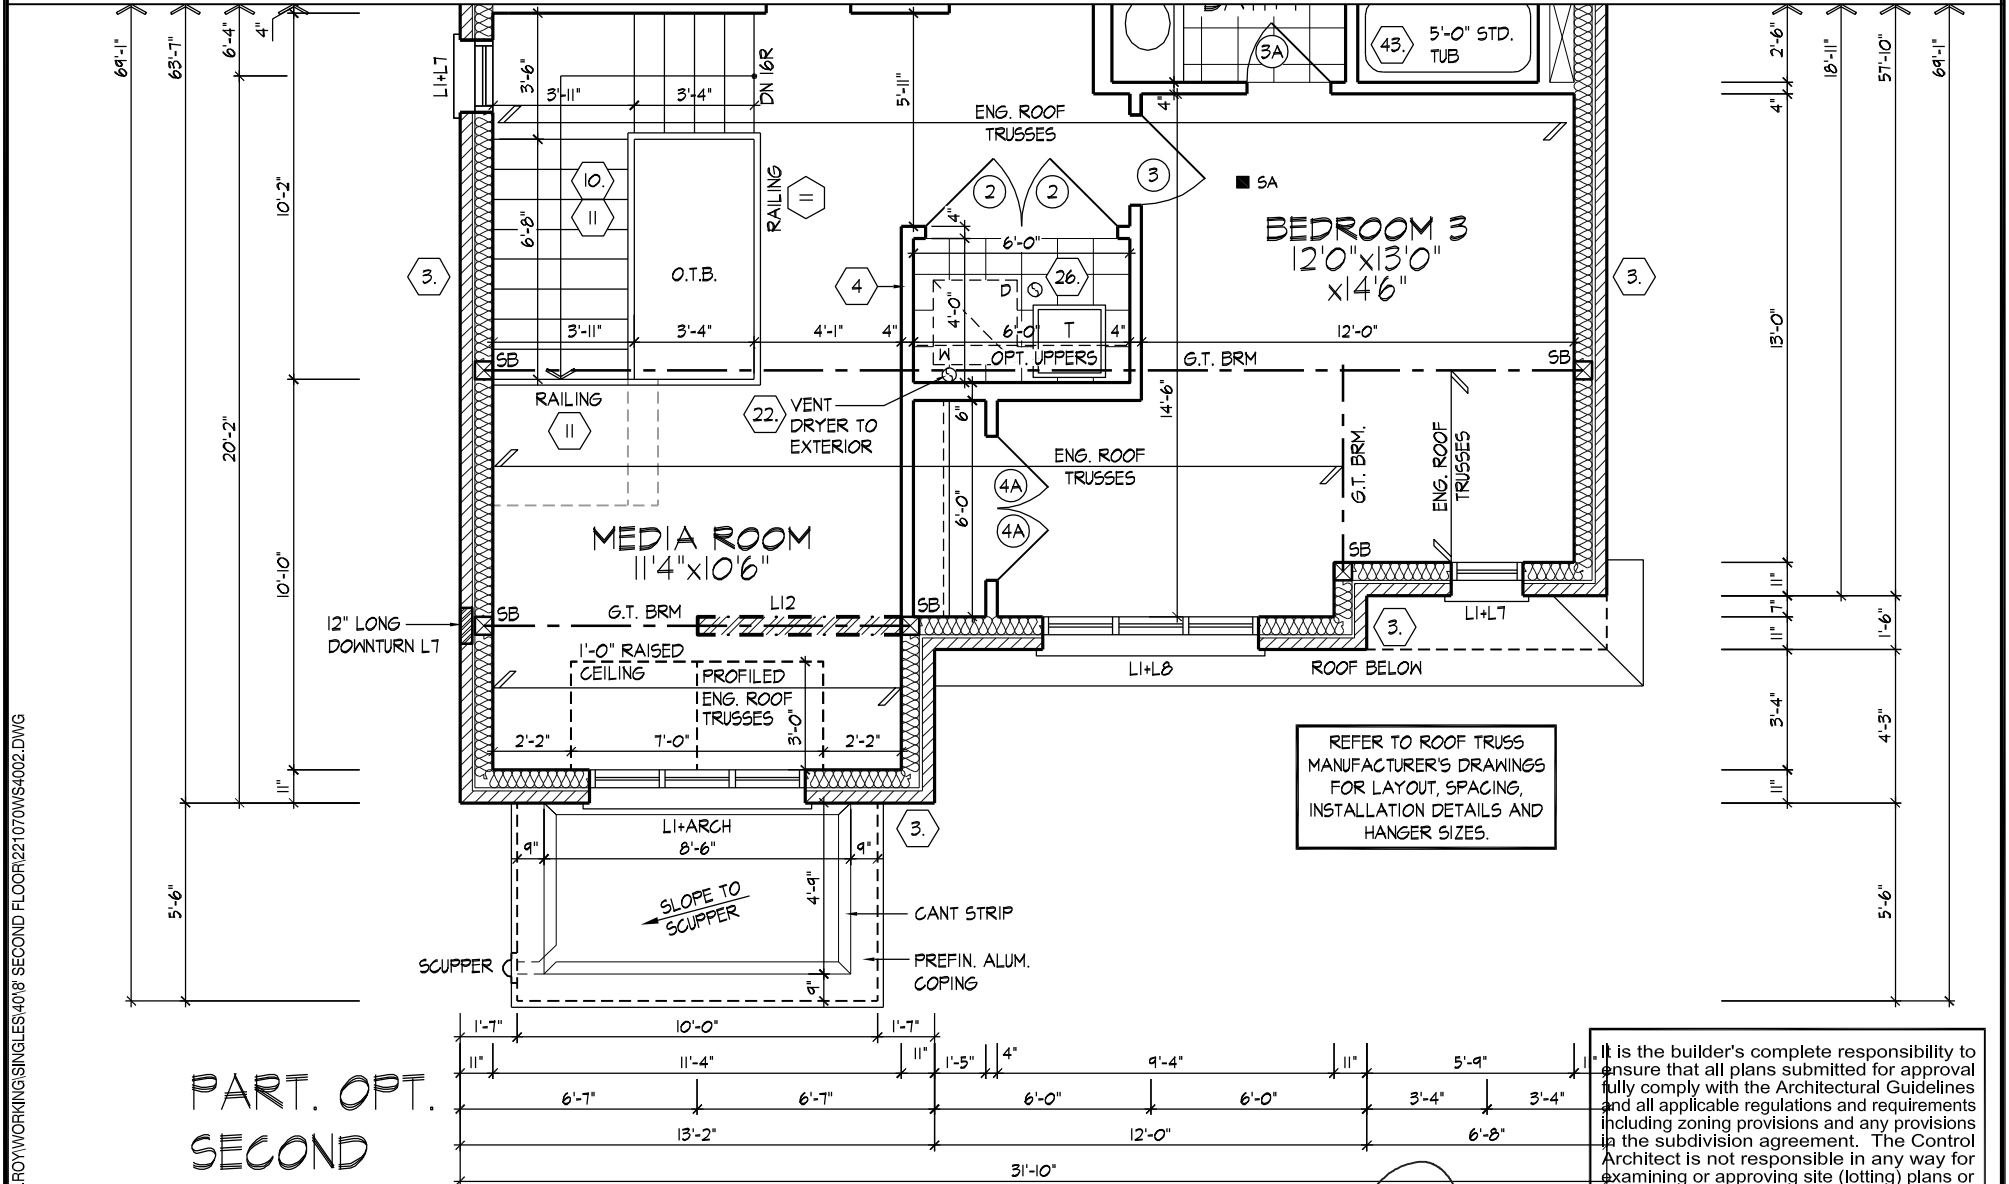 69'-1"
63'-7"
6'-4"
4"
L1+L7
3'-6"
3'-11"
3'-4"
DN 16R
5'-11"
ENG. ROOF
TRUSSES
4"
3A
43.
5'-0" STD.
TUB
2'-6"
4"
18'-11"
57'-10"
69'-1"
10'-2"
10.
11
6'-8"
RAILING
11
2
2
3
SA
BEDROOM 3
12'0"x13'0"
x14'6"
4"
6'-0"
3.
O.T.B.
4
D
26.
3.
4'-0"
3'-11"
3'-4"
4'-1"
4"
6'-0"
T
4"
12'-0"
13'-0"
SB
W
OPT. UPPERS
G.T. BRM
SB
RAILING
11
22.
VENT
DRYER TO
EXTERIOR
6"
14'-6"
20'-2"
ENG. ROOF
TRUSSES
G.T. BRM.
ENG. ROOF
TRUSSES
4A
4A
6'-0"
MEDIA ROOM
11'4"x10'6"
10'-10"
SB
12" LONG
DOWNTURN L7
SB
G.T. BRM
L12
SB
11"
7"
11"
1'-6"
L1+L7
3.
1'-0" RAISED
CEILING
PROFILED
ENG. ROOF
TRUSSES
L1+L8
ROOF BELOW
3'-0"
2'-2"
7'-0"
2'-2"
3'-4"
4'-3"
11"
11"
REFER TO ROOF TRUSS
MANUFACTURER'S DRAWINGS
FOR LAYOUT, SPACING,
INSTALLATION DETAILS AND
HANGER SIZES.
L1+ARCH
3.
9"
8'-6"
9"
4'-9"
5'-6"
5'-6"
SLOPE TO
SCUPPER
CANT STRIP
SCUPPER
PREFIN. ALUM.
COPING
9"
1'-7"
10'-0"
1'-7"
11"
11'-4"
11"
1'-5"
4"
9'-4"
11"
5'-9"
6'-7"
6'-7"
6'-0"
6'-0"
3'-4"
3'-4"
13'-2"
12'-0"
6'-8"
31'-10"
PART. OPT.
SECOND
It is the builder's complete responsibility to
ensure that all plans submitted for approval
fully comply with the Architectural Guidelines
and all applicable regulations and requirements
including zoning provisions and any provisions
in the subdivision agreement. The Control
Architect is not responsible in any way for
examining or approving site (lotting) plans or
.ROY\WORKING\SINGLES\40\8' SECOND FLOOR\221070\WS4002.DWG